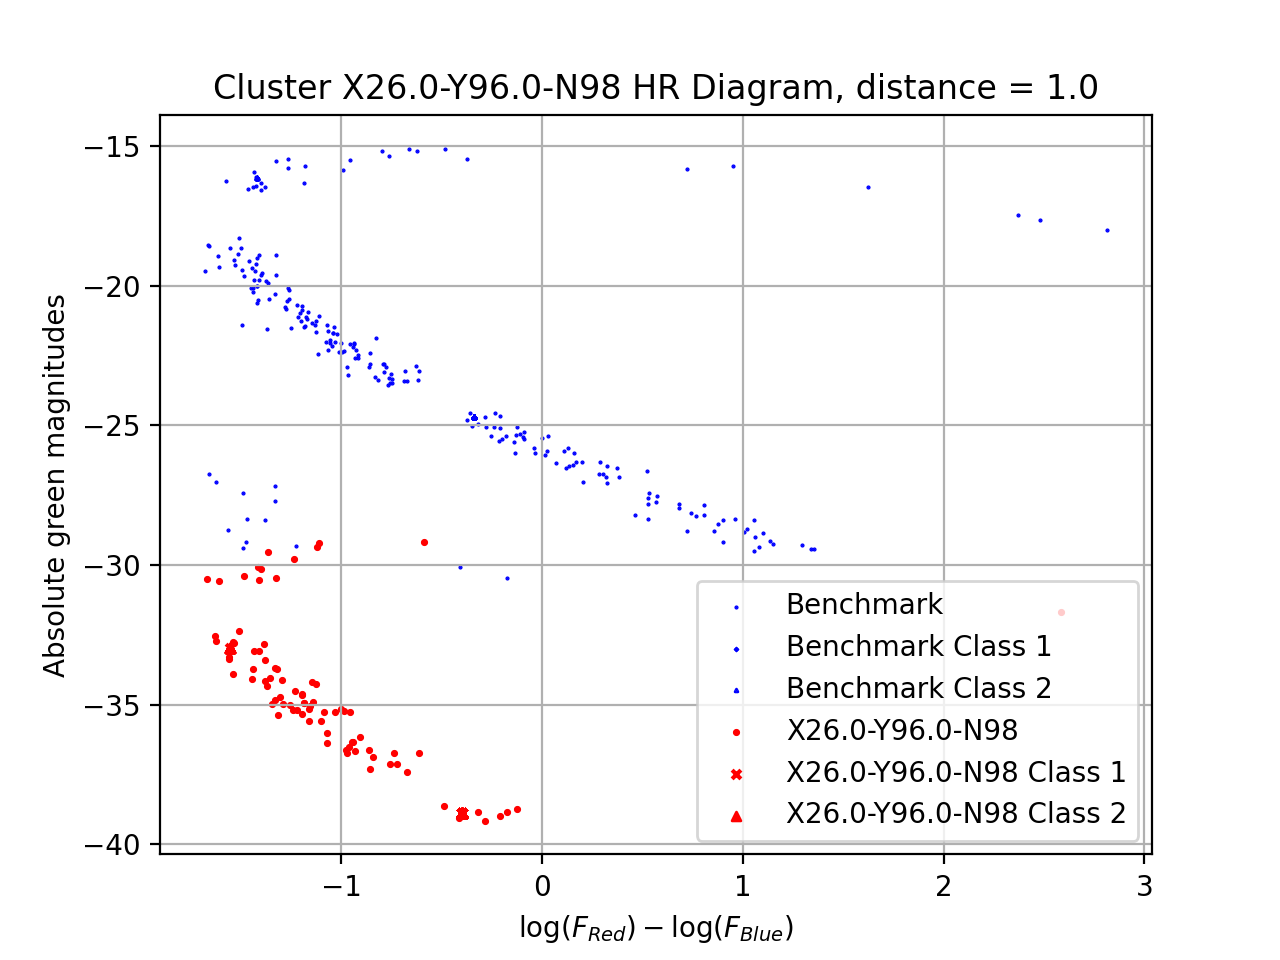 Cluster X26.0-Y96.0-N98 HR Diagram, distance = 1.0
−15
−20
−25
−30
−35
−40
Absolute green magnitudes
Benchmark
Benchmark Class 1
Benchmark Class 2
X26.0-Y96.0-N98
X26.0-Y96.0-N98 Class 1
X26.0-Y96.0-N98 Class 2
−1 0 1 2 3
log(F_Red) − log(F_Blue)